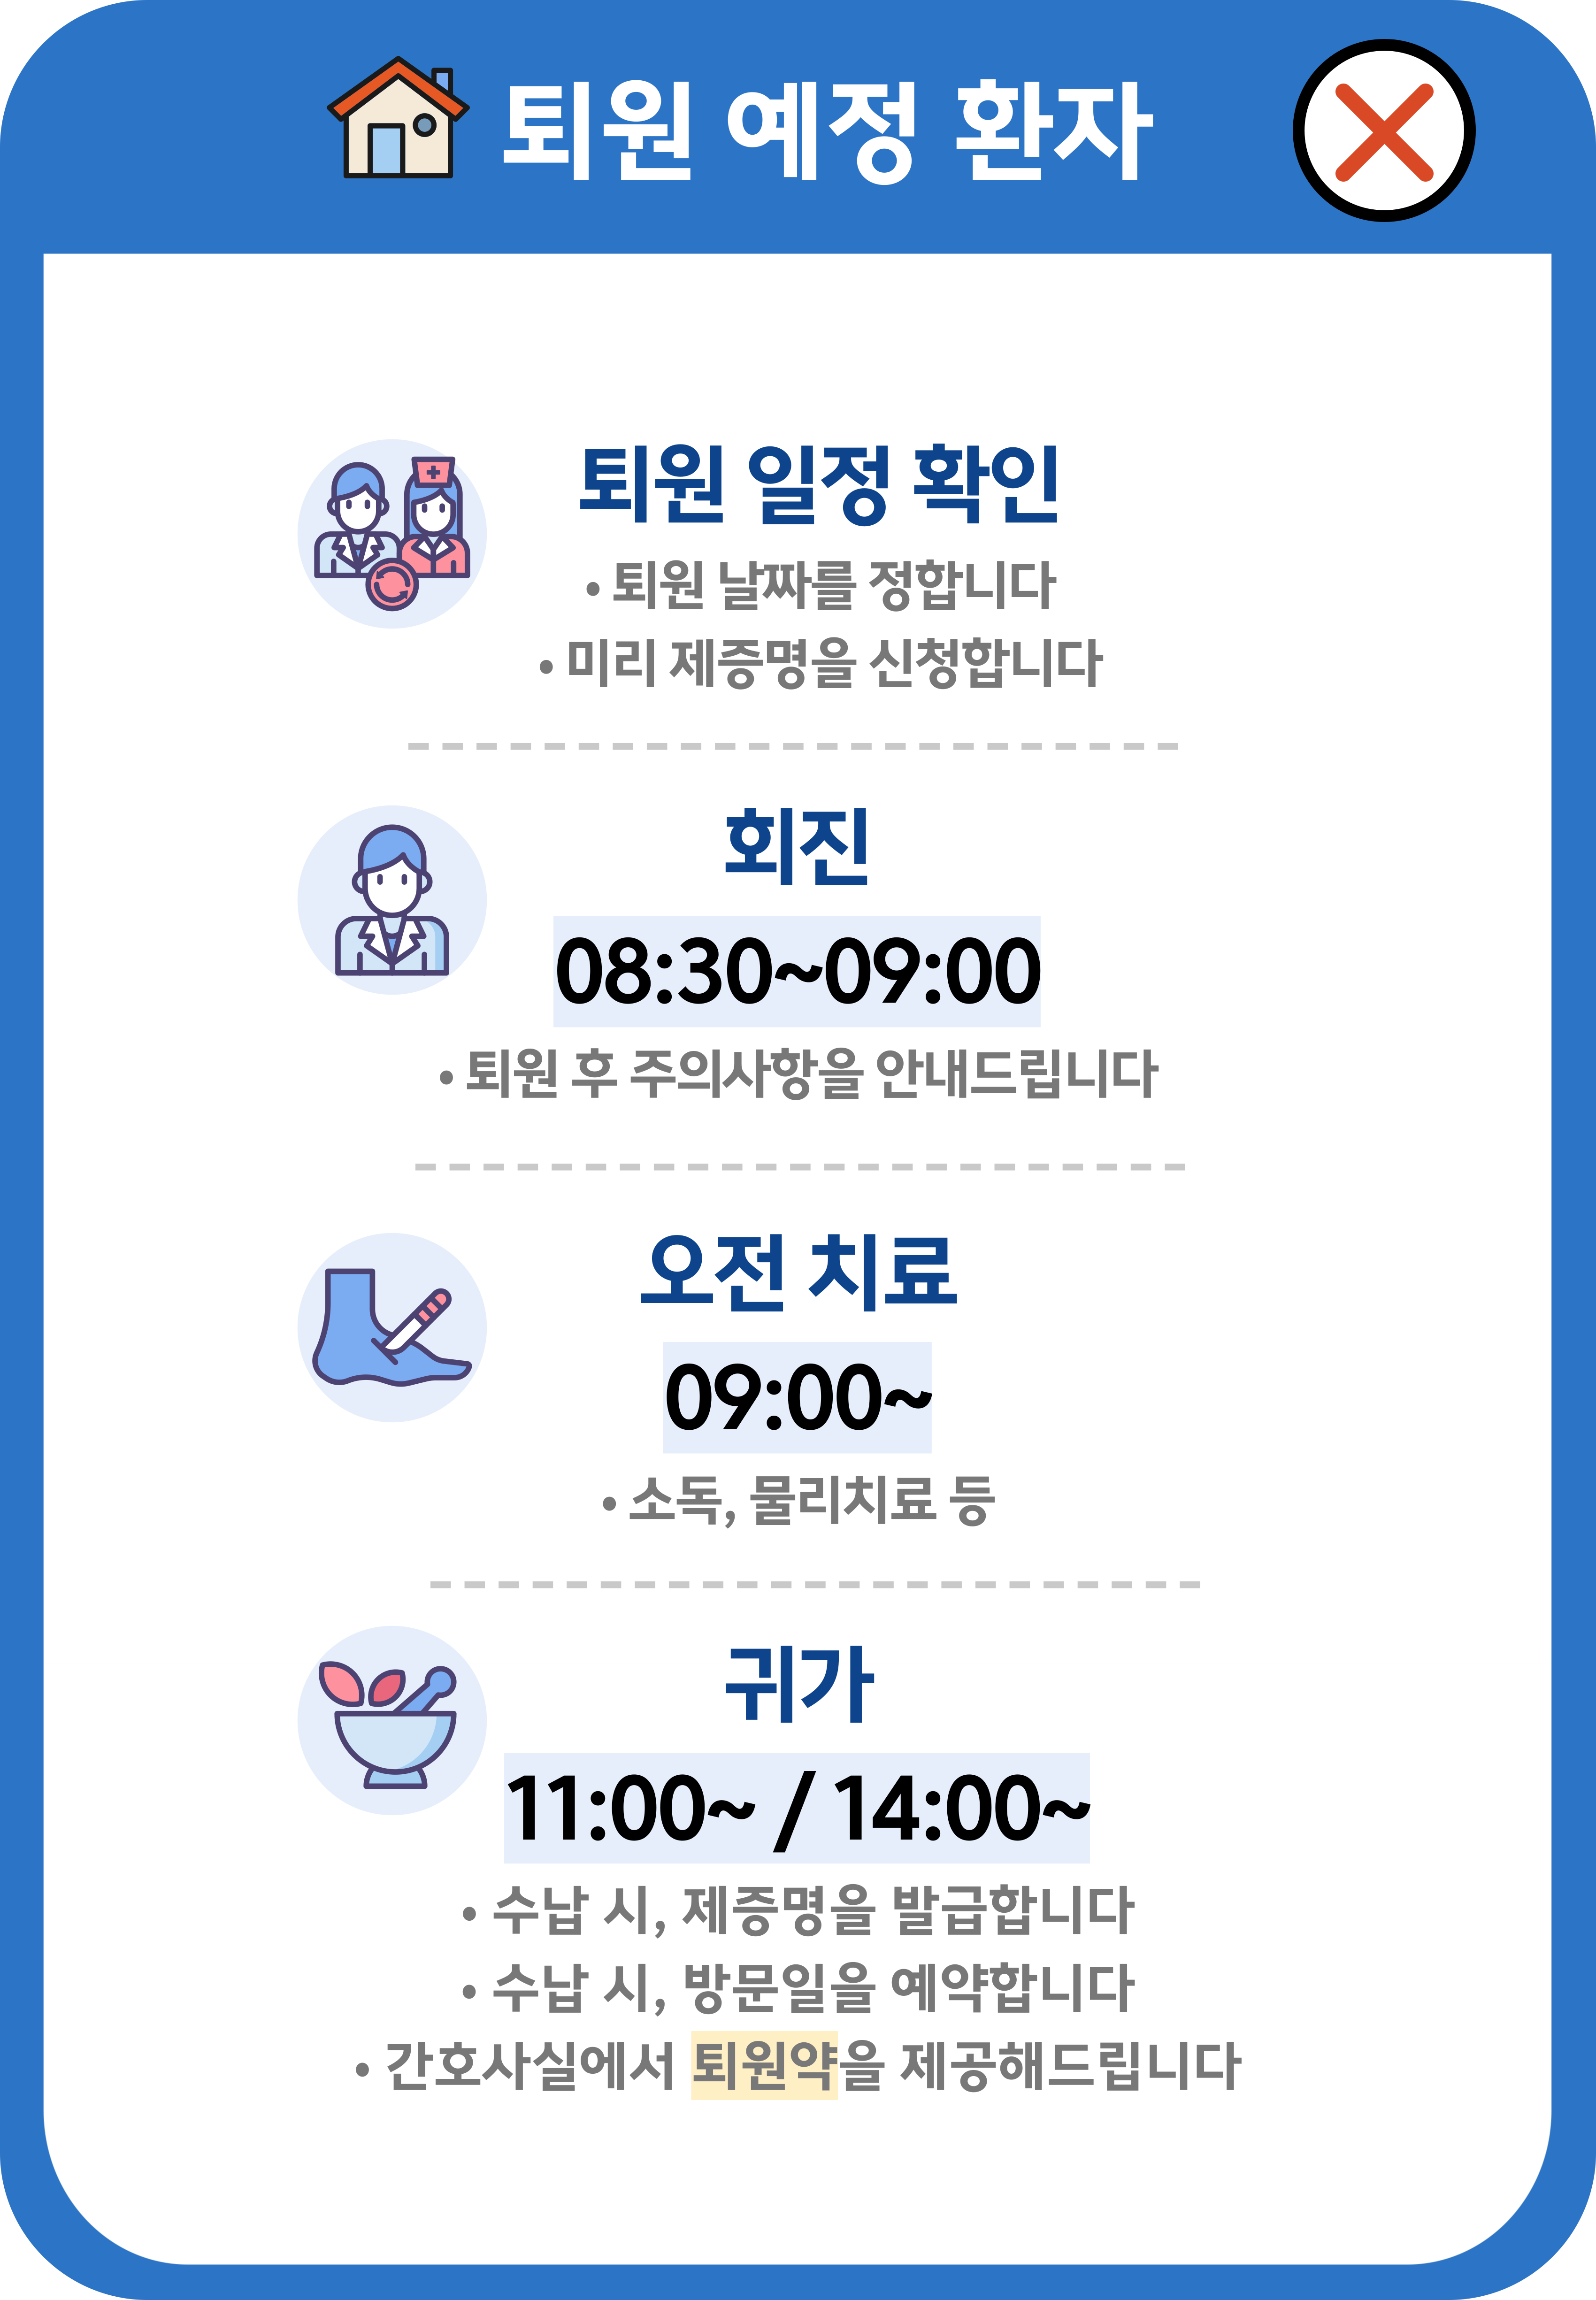 퇴원 예정 환자
퇴원 일정 확인
• 퇴원 날짜를 정합니다
• 미리 제증명을 신청합니다
회진
08:30~09:00
• 퇴원 후 주의사항을 안내드립니다
오전 치료
09:00~
• 소독, 물리치료 등
귀가
11:00~ / 14:00~
• 수납 시, 제증명을 발급합니다
• 수납 시, 방문일을 예약합니다
• 간호사실에서 퇴원약을 제공해드립니다